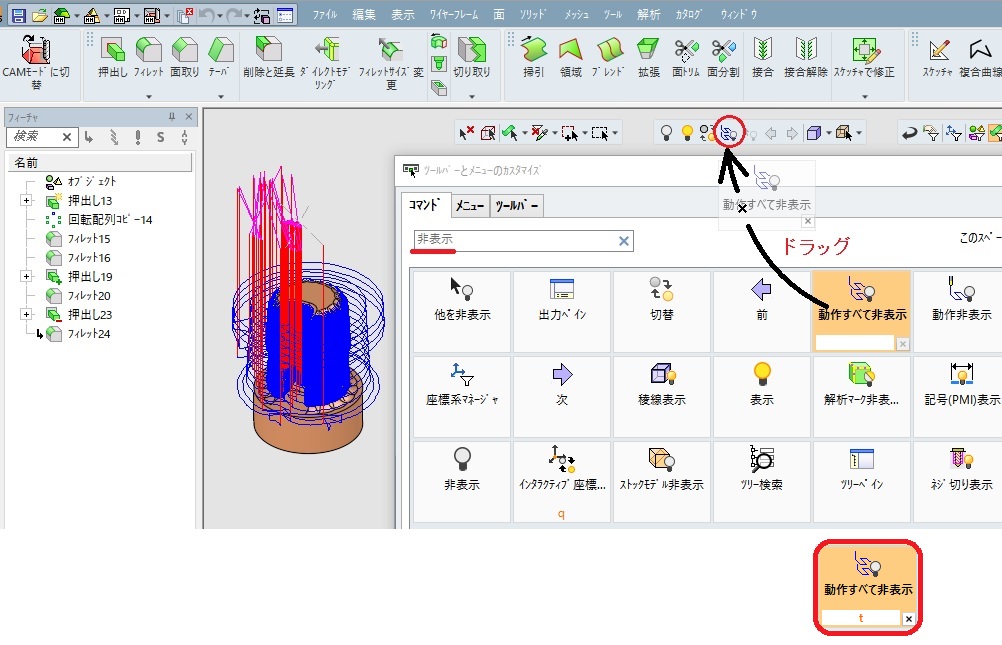 ファイル 編集 表示 ワイヤーフレーム 面 ソリッド メッシュ ツール 解析 カタログ ウィンドウ
CAMモードに切替
押出し フィレット 面取り テーパ 削除と延長 ダイレクトモデリング フィレットサイズ変更 切り取り 掃引 領域 ブレンド 拡張 面トリム 面分割 接合 接合解除 スケッチで修正 スケッチ 複合曲線
フィーチャ
検索
S
名前
オブジェクト
押出し13
回転配列コピー14
フィレット15
フィレット16
押出し19
フィレット20
押出し23
フィレット24
ツールバーとメニューのカスタマイズ
動作すべて非表示
コマンド メニュー ツールバー
ドラッグ
非表示
このスペー
他を非表示 出力ペイン 切替 前 動作すべて非表示 動作非表示
座標系マネージャ 次 稜線表示 表示 解析マーク非表... 記号(PMI)表示
非表示 インタラクティブ座標... ストックモデル非表示 ツリー検索 ツリーペイン ネジ切り表示
q
動作すべて非表示
t